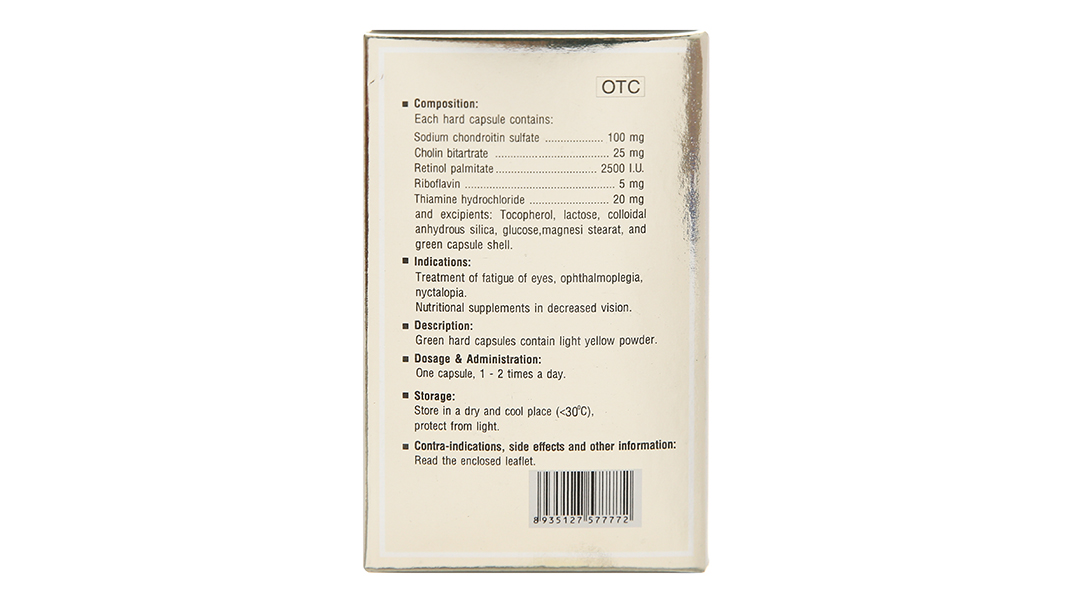 OTC
■ Composition:
Each hard capsule contains:
Sodium chondroitin sulfate ................... 100 mg
Cholin bitartrate ...................................... 25 mg
Retinol palmitate.................................. 2500 I.U.
Riboflavin .................................................. 5 mg
Thiamine hydrochloride .......................... 20 mg
and excipients: Tocopherol, lactose, colloidal
anhydrous silica, glucose,magnesi stearat, and
green capsule shell.
■ Indications:
Treatment of fatigue of eyes, ophthalmoplegia,
nyctalopia.
Nutritional supplements in decreased vision.
■ Description:
Green hard capsules contain light yellow powder.
■ Dosage & Administration:
One capsule, 1 - 2 times a day.
■ Storage:
Store in a dry and cool place (<30°C),
protect from light.
■ Contra-indications, side effects and other information:
Read the enclosed leaflet.
8 935127 577772